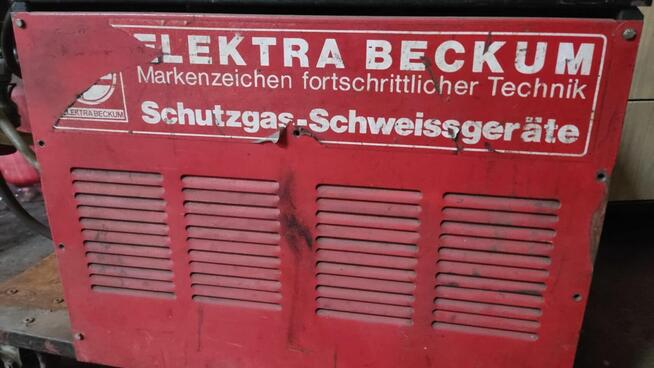 ELEKTRA BECKUM
Markenzeichen fortschrittlicher Technik
ELEKTRA BECKUM
Schutzgas-Schweissgeräte